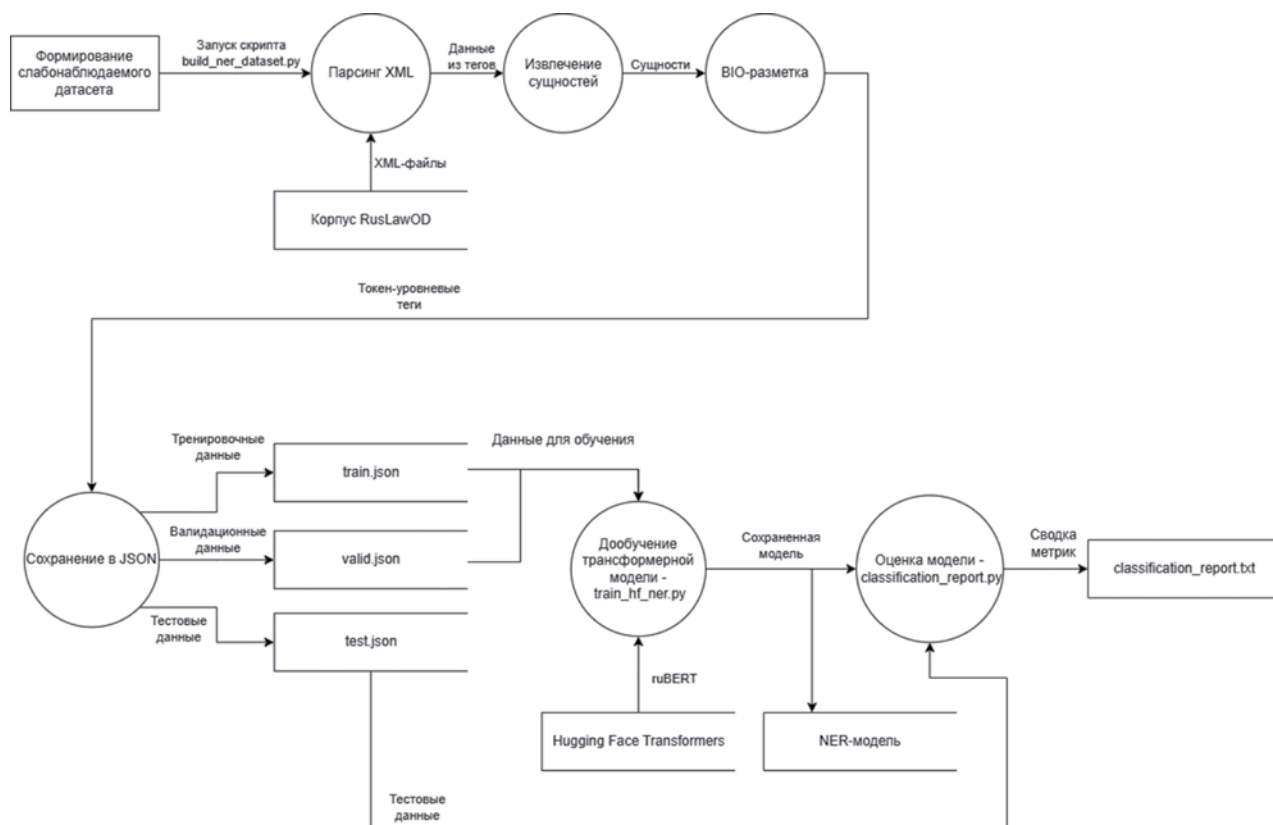 Формирование
слабонаблюдаемого
датасета
Запуск скрипта
build_ner_dataset.py
Парсинг XML
Данные
из тегов
Извлечение
сущностей
Сущности
BIO-разметка
XML-файлы
Корпус RusLawOD
Токен-уровневые
теги
Тренировочные
данные
train.json
Данные для обучения
Сохранение в JSON
Валидационные
данные
valid.json
Тестовые
данные
test.json
Дообучение
трансформерной
модели -
train_hf_ner.py
Сохраненная
модель
Оценка модели -
classification_report.py
Сводка
метрик
classification_report.txt
ruBERT
Hugging Face Transformers
NER-модель
Тестовые
данные